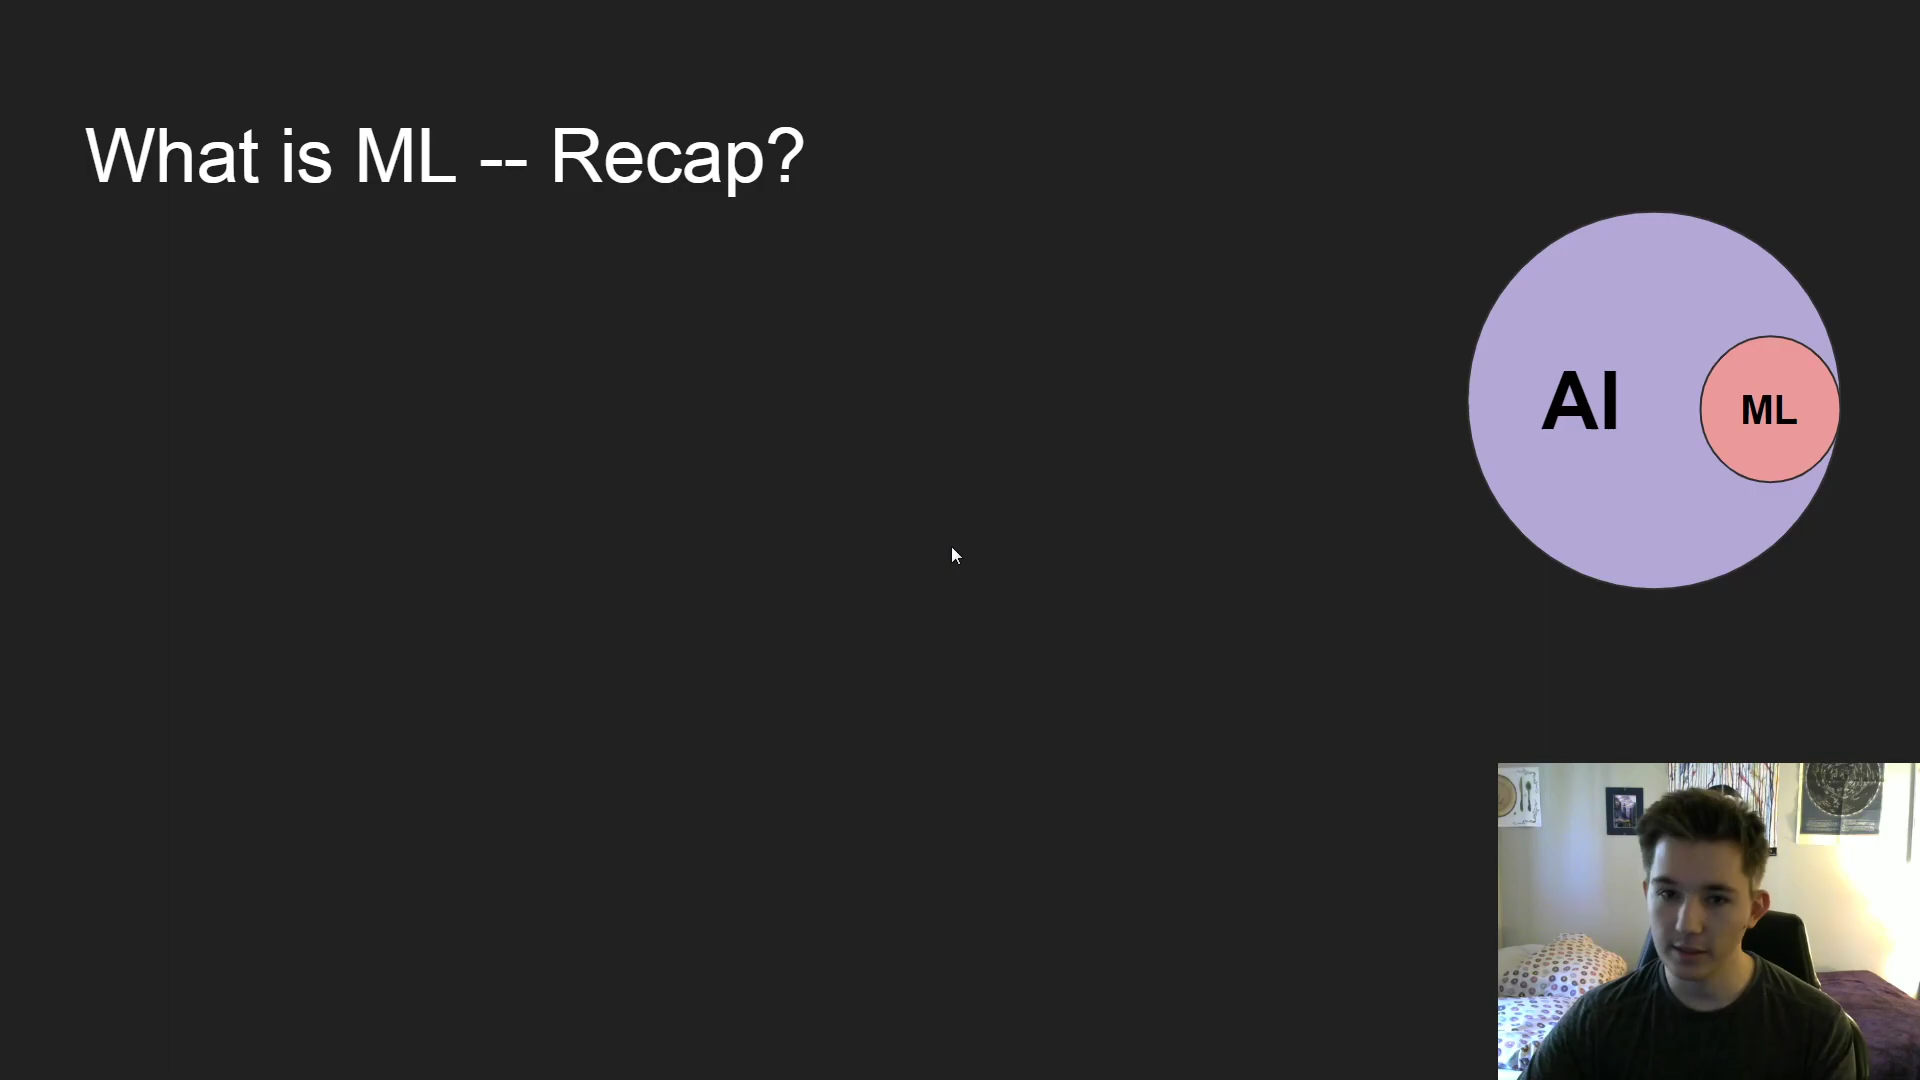 What is ML -- Recap?
AI
ML